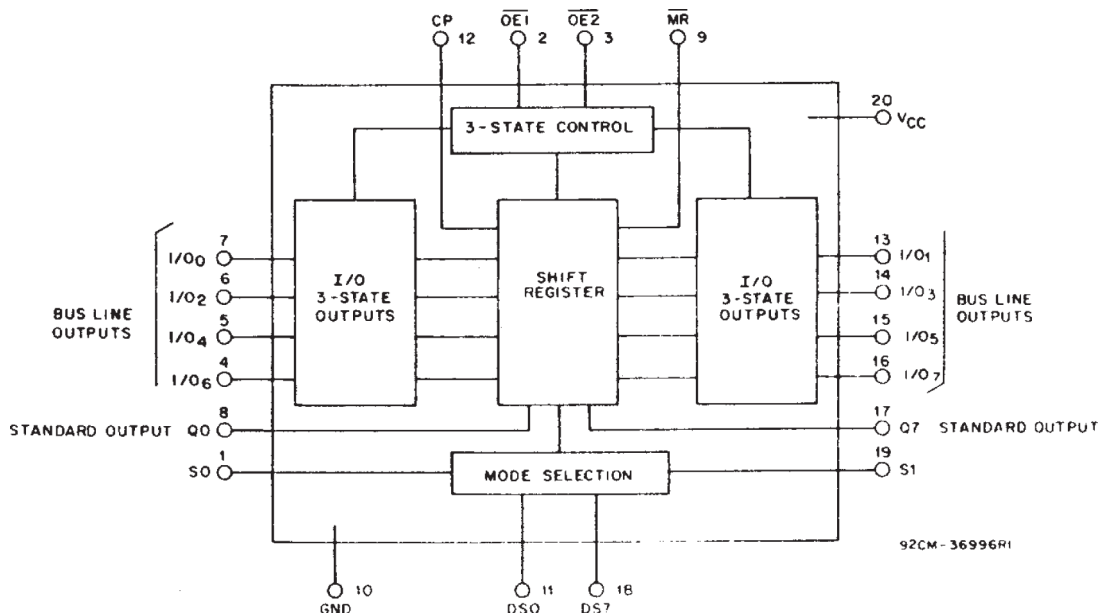 CP 12
OE1 2
OE2 3
MR 9
20 VCC
3-STATE CONTROL
BUS LINE OUTPUTS
7 I/O0
6 I/O2
5 I/O4
4 I/O6
I/O
3-STATE
OUTPUTS
SHIFT
REGISTER
I/O
3-STATE
OUTPUTS
13 I/O1
14 I/O3
15 I/O5
16 I/O7
BUS LINE
OUTPUTS
8
STANDARD OUTPUT Q0
17
Q7 STANDARD OUTPUT
1
S0
MODE SELECTION
19
S1
92CM-36996R1
10
GND
11
DS0
18
DS7